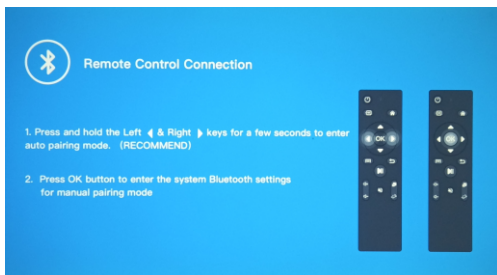 Remote Control Connection
1. Press and hold the Left & Right keys for a few seconds to enter
auto pairing mode. (RECOMMEND)
2. Press OK button to enter the system Bluetooth settings
for manual pairing mode
OK
OK